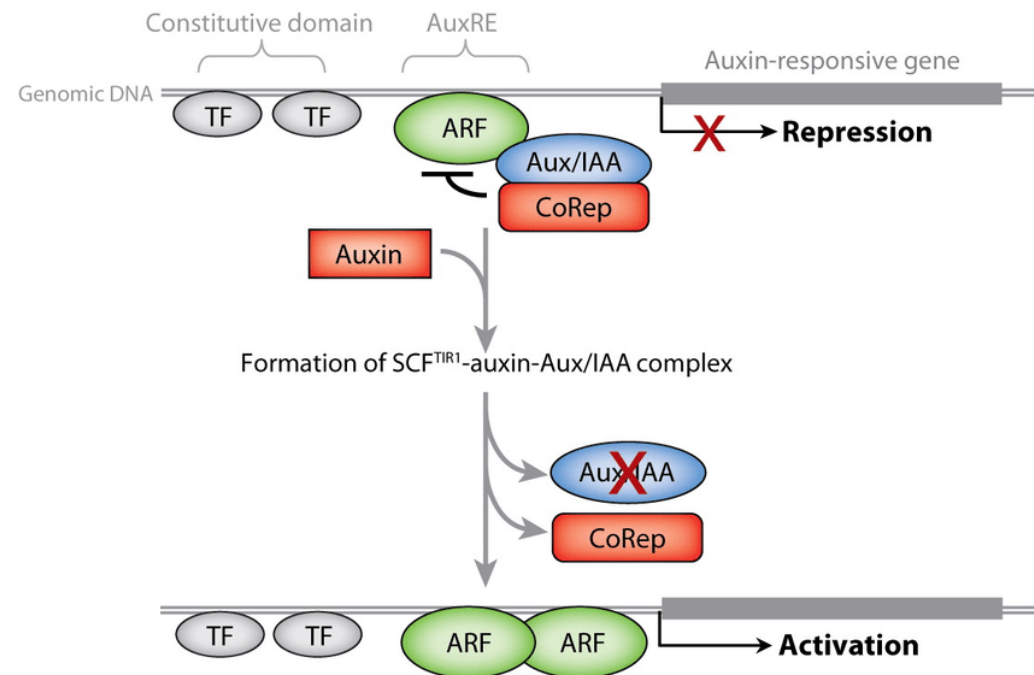 Constitutive domain
AuxRE
Auxin-responsive gene
Genomic DNA
TF
TF
ARF
X
Repression
Aux/IAA
CoRep
Auxin
Formation of SCFᵀᴵᴿ¹-auxin-Aux/IAA complex
Aux/IAA
X
CoRep
TF
TF
ARF
ARF
Activation